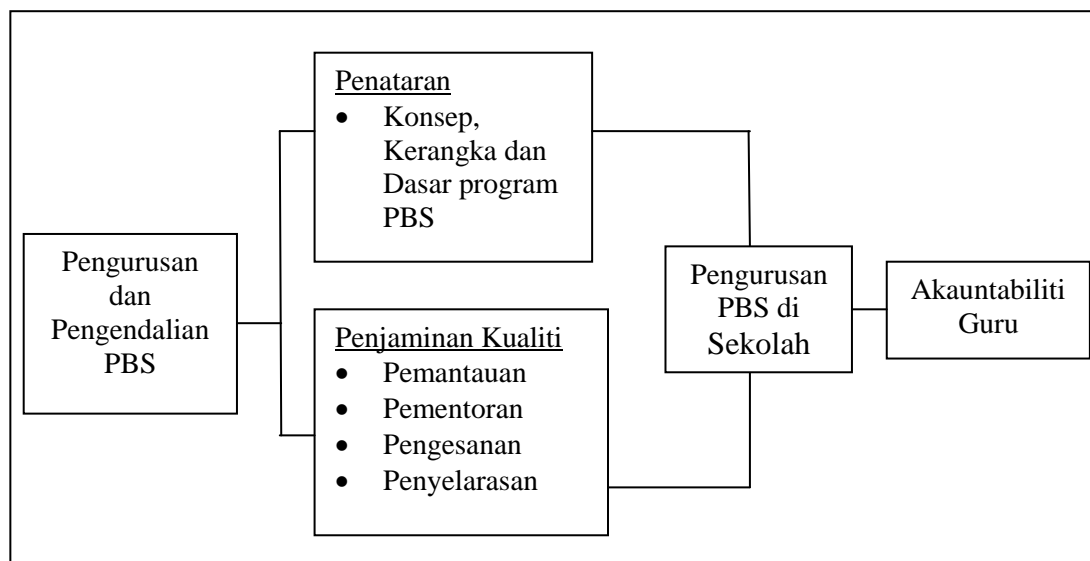 Pengurusan
dan
Pengendalian
PBS
Penataran
• Konsep,
Kerangka dan
Dasar program
PBS
Penjaminan Kualiti
• Pemantauan
• Pementoran
• Pengesanan
• Penyelarasan
Pengurusan
PBS di
Sekolah
Akauntabiliti
Guru